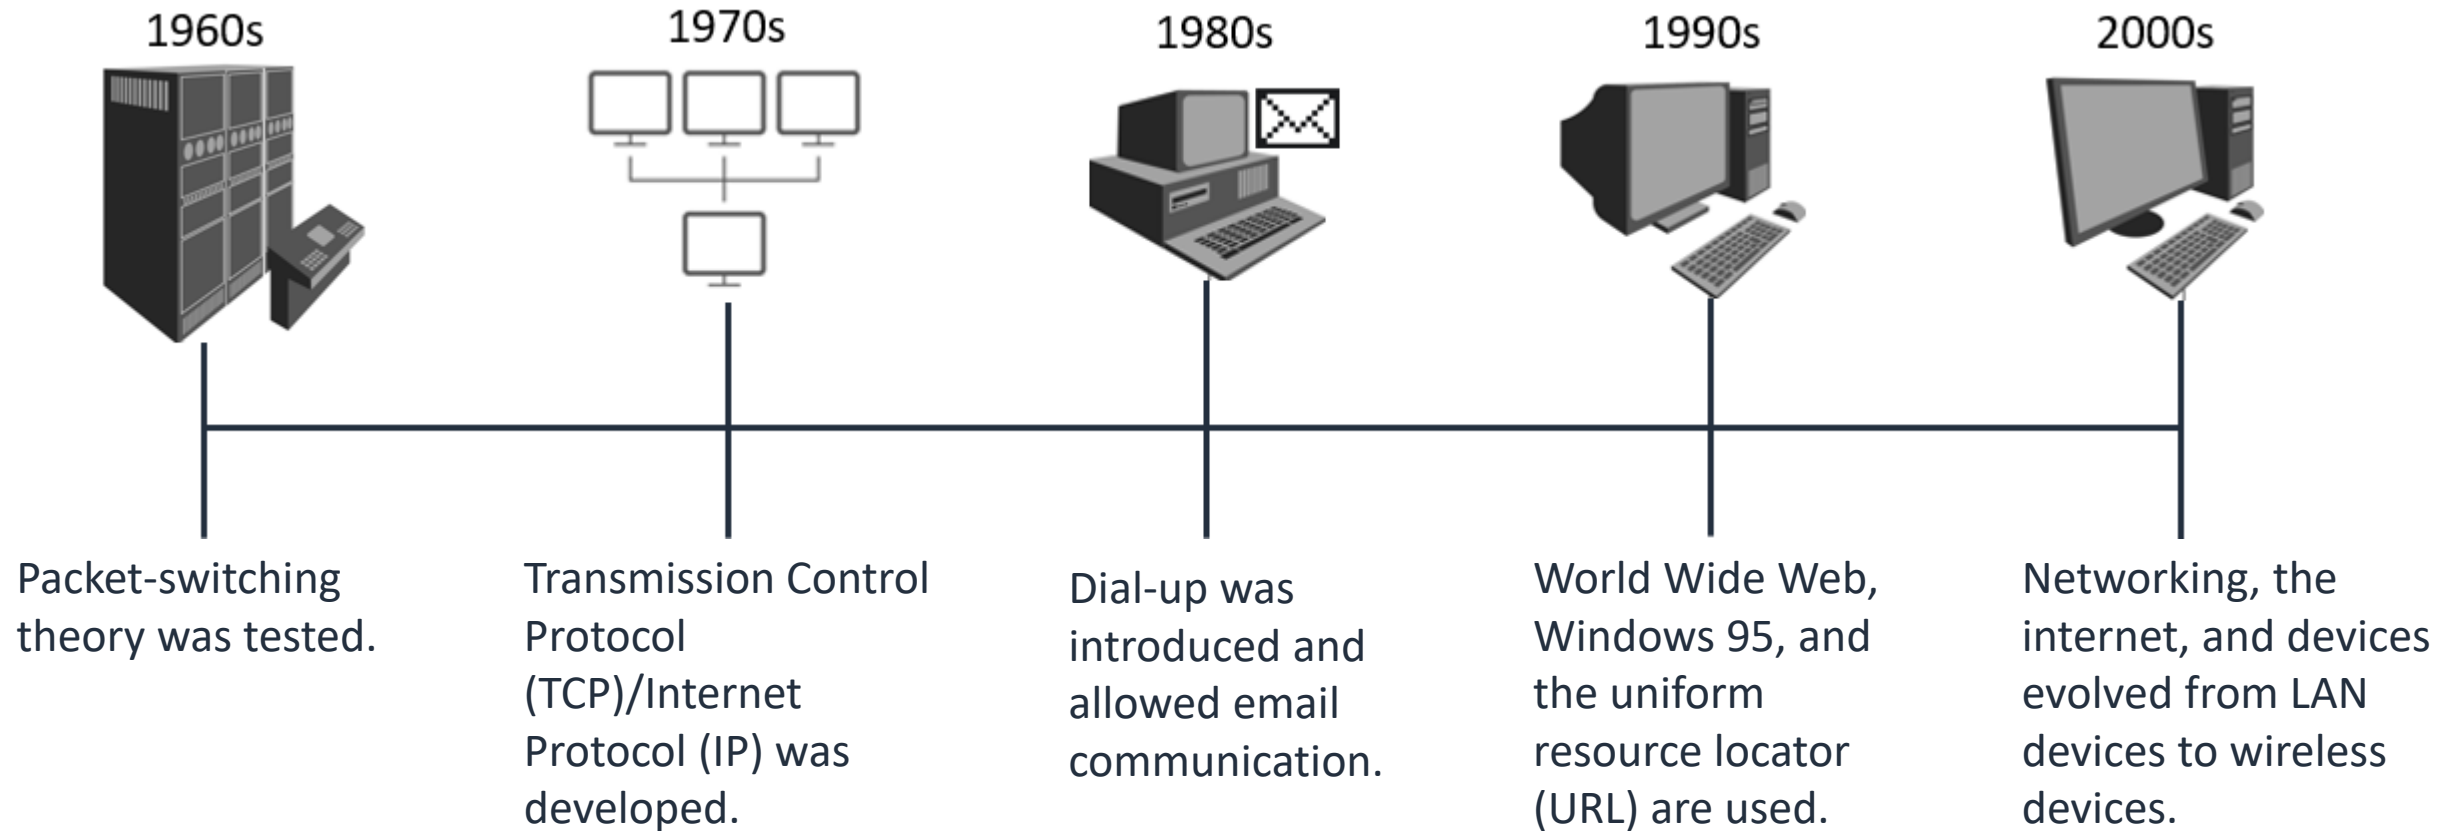 1960s
Packet-switching
theory was tested.
1970s
Transmission Control
Protocol
(TCP)/Internet
Protocol (IP) was
developed.
1980s
Dial-up was
introduced and
allowed email
communication.
1990s
World Wide Web,
Windows 95, and
the uniform
resource locator
(URL) are used.
2000s
Networking, the
internet, and devices
evolved from LAN
devices to wireless
devices.